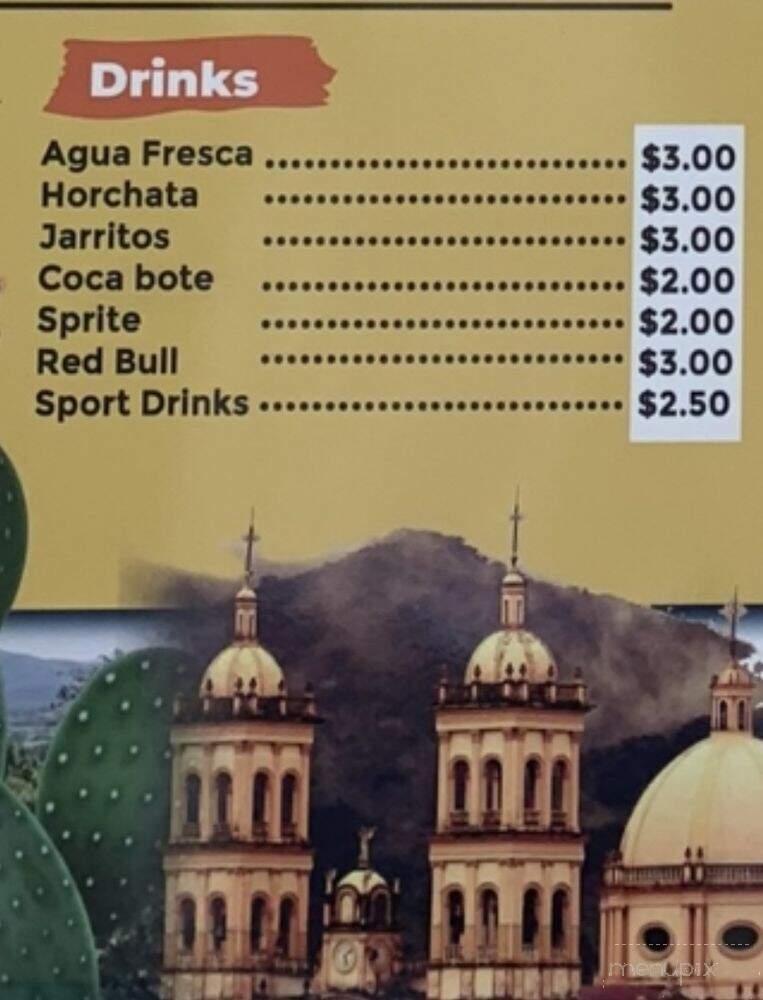 Drinks
Agua Fresca ............................ $3.00
Horchata ............................ $3.00
Jarritos ............................ $3.00
Coca bote ............................ $2.00
Sprite ............................ $2.00
Red Bull ............................ $3.00
Sport Drinks ............................ $2.50
menupix